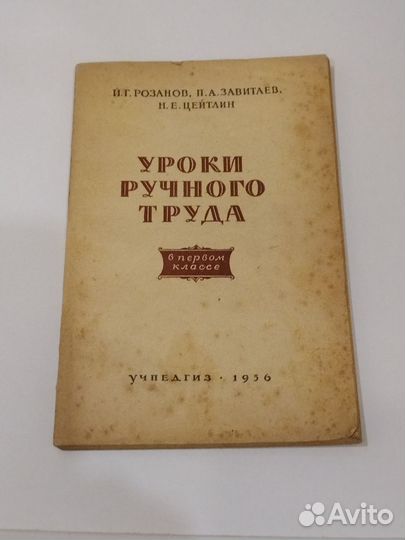 И. Г. РОЗАНОВ, П. А. ЗАВИТАЕВ,
Н. Е. ЦЕЙТЛИН
УРОКИ
РУЧНОГО
ТРУДА
в первом
классе
УЧПЕДГИЗ · 1956
Avito